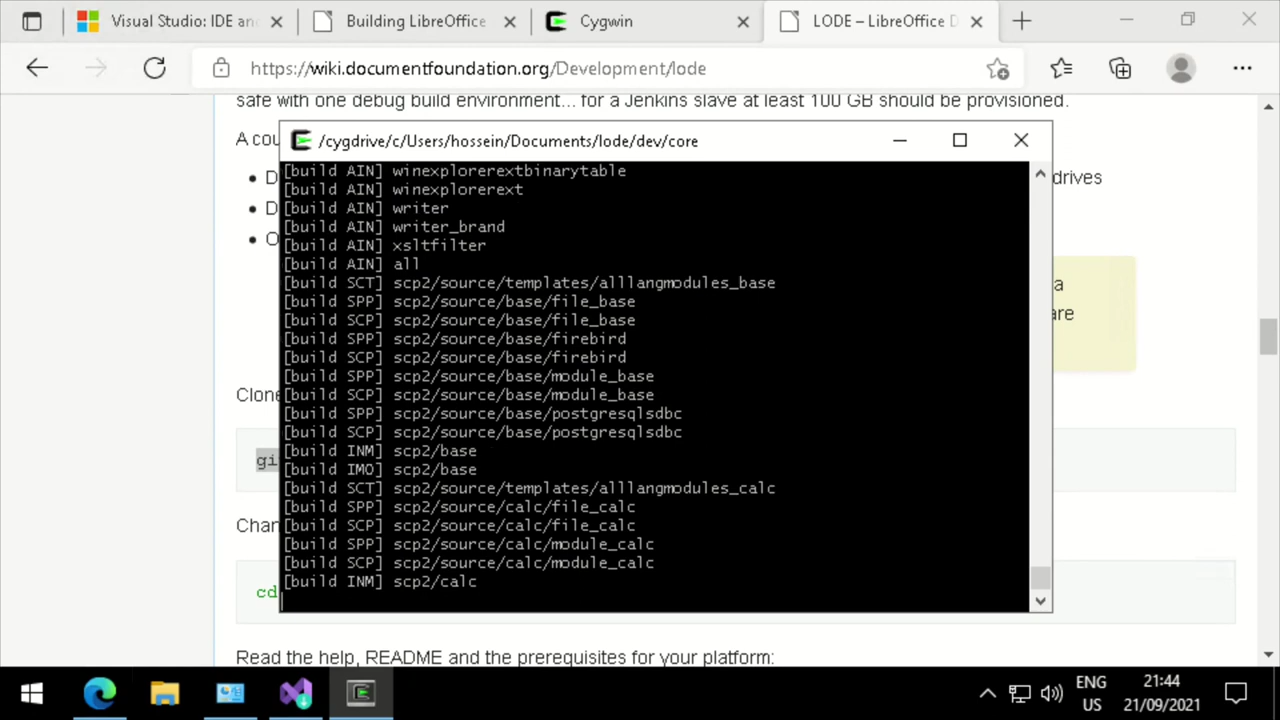 Visual Studio: IDE an
Building LibreOffice
Cygwin
LODE – LibreOffice D
https://wiki.documentfoundation.org/Development/lode
safe with one debug build environment... for a Jenkins slave at least 100 GB should be provisioned.
A cou
/cygdrive/c/Users/hossein/Documents/lode/dev/core
[build AIN] winexplorerextbinarytable
D
drives
[build AIN] winexplorerext
[build AIN] writer
D
[build AIN] writer_brand
O
[build AIN] xsltfilter
[build AIN] all
[build SCT] scp2/source/templates/alllangmodules_base
a
[build SPP] scp2/source/base/file_base
are
[build SCP] scp2/source/base/file_base
[build SPP] scp2/source/base/firebird
[build SCP] scp2/source/base/firebird
[build SPP] scp2/source/base/module_base
[build SCP] scp2/source/base/module_base
Clone
[build SPP] scp2/source/base/postgresqlsdbc
[build SCP] scp2/source/base/postgresqlsdbc
[build INM] scp2/base
gi
[build IMO] scp2/base
[build SCT] scp2/source/templates/alllangmodules_calc
[build SPP] scp2/source/calc/file_calc
Chan
[build SCP] scp2/source/calc/file_calc
[build SPP] scp2/source/calc/module_calc
[build SCP] scp2/source/calc/module_calc
[build INM] scp2/calc
cd
Read the help, README and the prerequisites for your platform:
ENG
US
21:44
21/09/2021